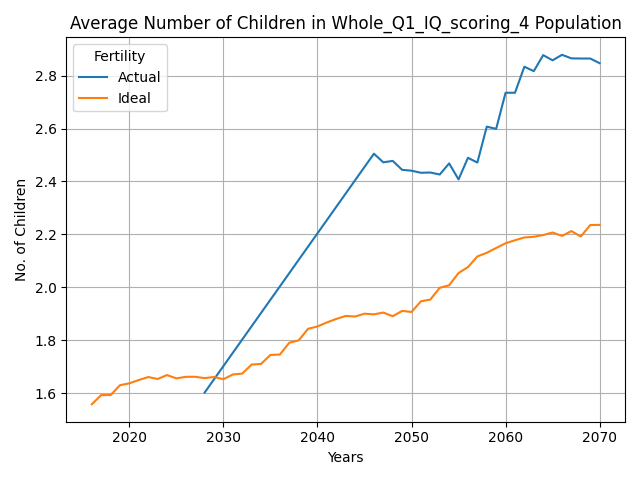 Average Number of Children in Whole_Q1_IQ_scoring_4 Population
Fertility
Actual
Ideal
No. of Children
2.8
2.6
2.4
2.2
2.0
1.8
1.6
2020 2030 2040 2050 2060 2070
Years